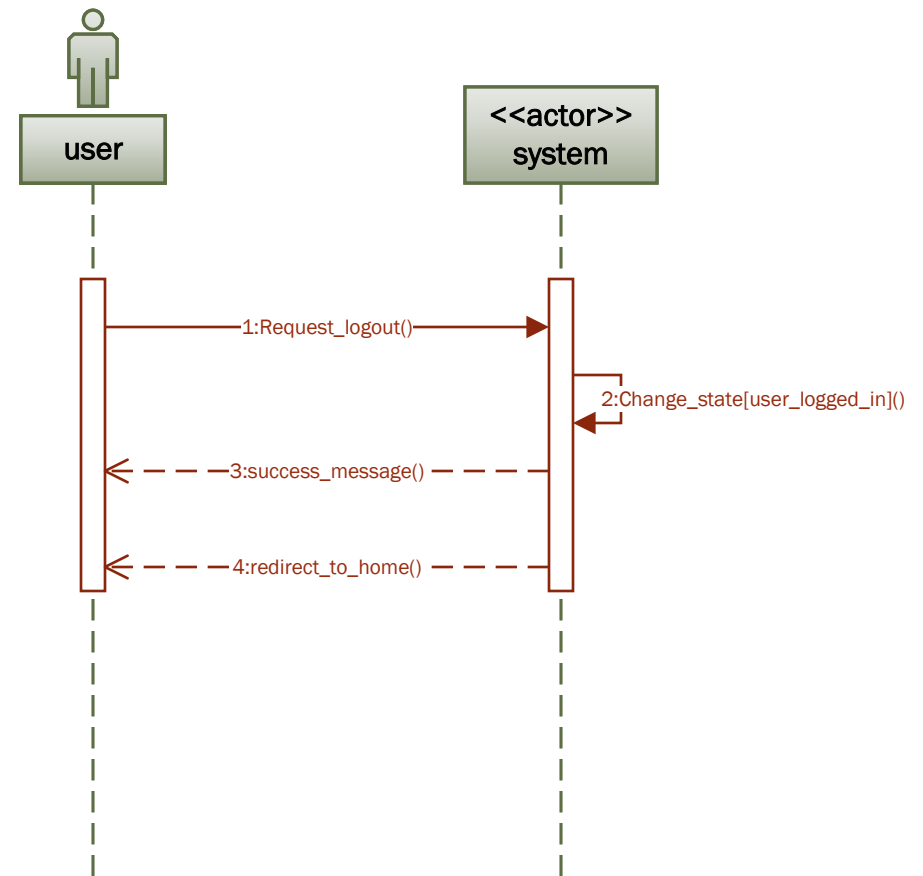 user
<<actor>>
system
1:Request_logout()
2:Change_state[user_logged_in]()
3:success_message()
4:redirect_to_home()